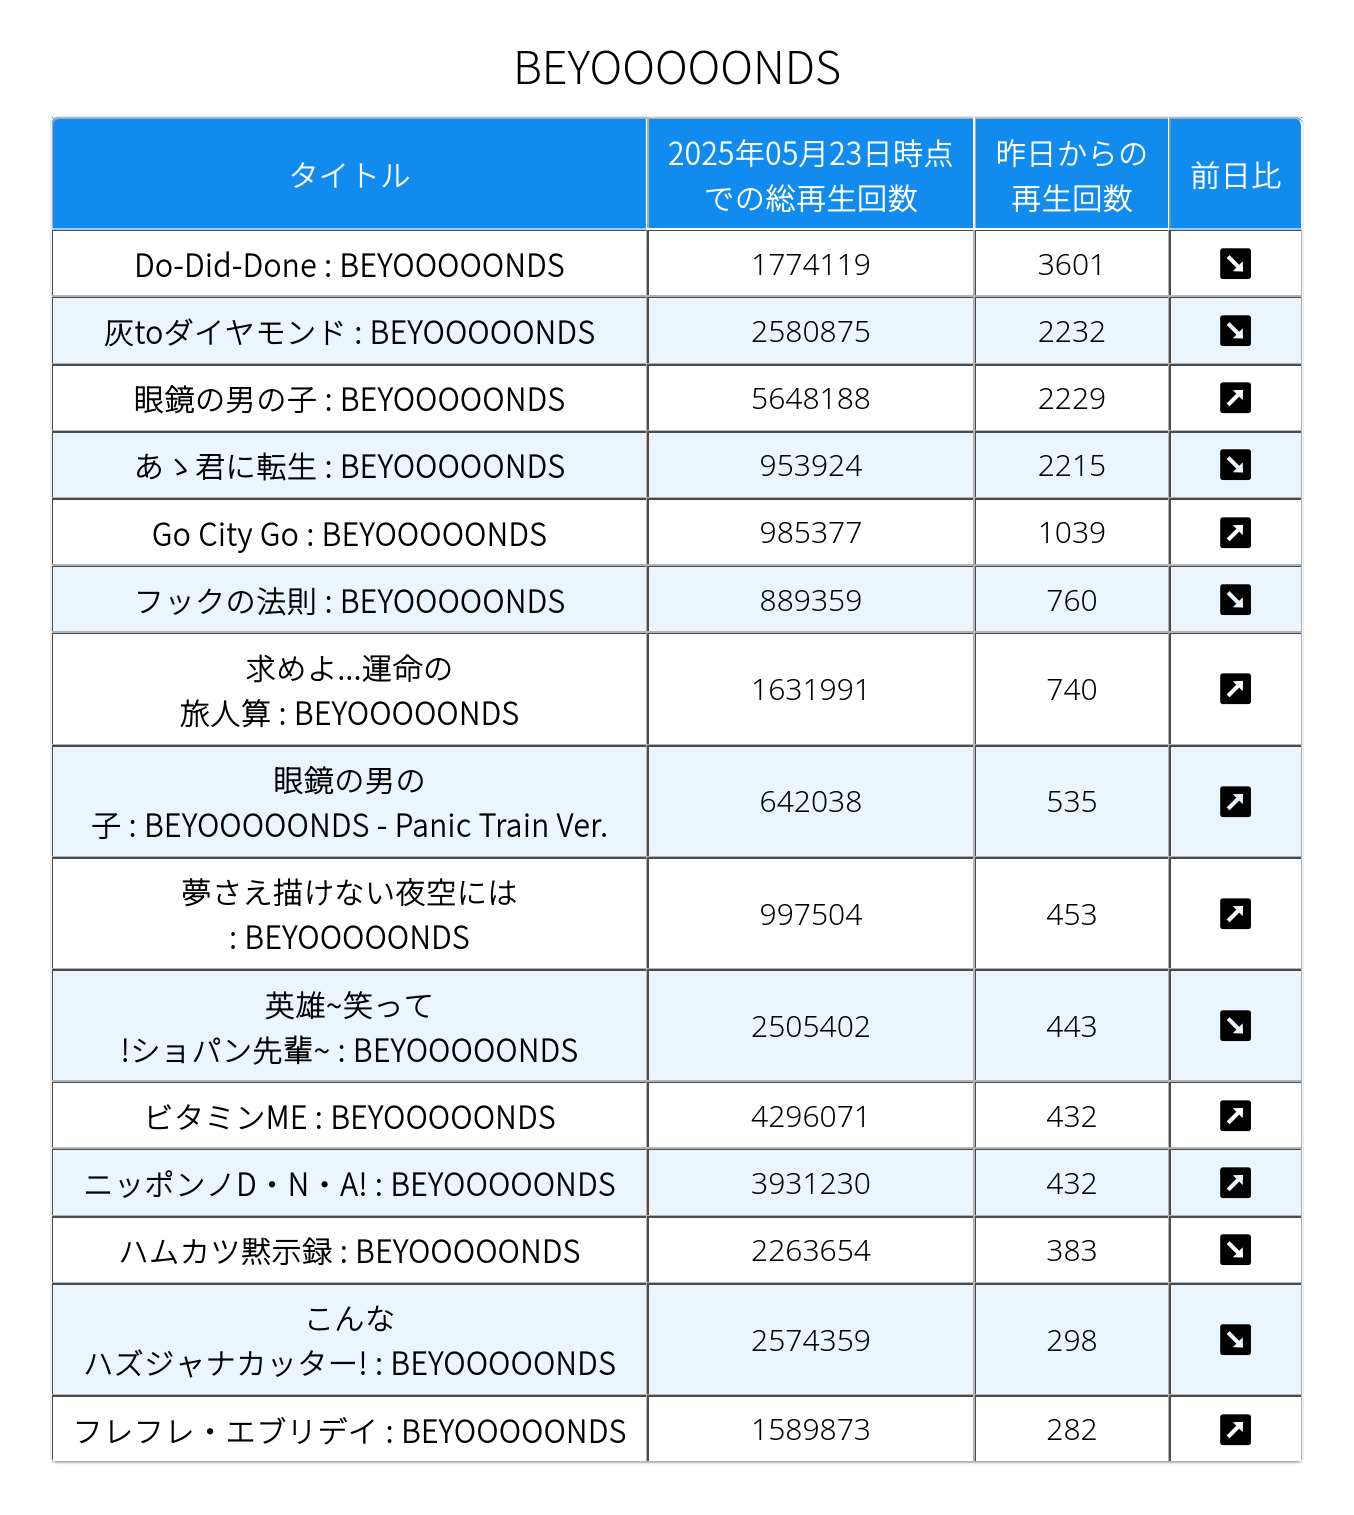 BEYOOOOONDS
タイトル
2025年05月23日時点
での総再生回数
昨日からの
再生回数
前日比
Do-Did-Done : BEYOOOOONDS
1774119
3601
灰toダイヤモンド : BEYOOOOONDS
2580875
2232
眼鏡の男の子 : BEYOOOOONDS
5648188
2229
あゝ君に転生 : BEYOOOOONDS
953924
2215
Go City Go : BEYOOOOONDS
985377
1039
フックの法則 : BEYOOOOONDS
889359
760
求めよ...運命の
旅人算 : BEYOOOOONDS
1631991
740
眼鏡の男の
子 : BEYOOOOONDS - Panic Train Ver.
642038
535
夢さえ描けない夜空には
: BEYOOOOONDS
997504
453
英雄~笑って
!ショパン先輩~ : BEYOOOOONDS
2505402
443
ビタミンME : BEYOOOOONDS
4296071
432
ニッポンノD・N・A! : BEYOOOOONDS
3931230
432
ハムカツ黙示録 : BEYOOOOONDS
2263654
383
こんな
ハズジャナカッター! : BEYOOOOONDS
2574359
298
フレフレ・エブリデイ : BEYOOOOONDS
1589873
282